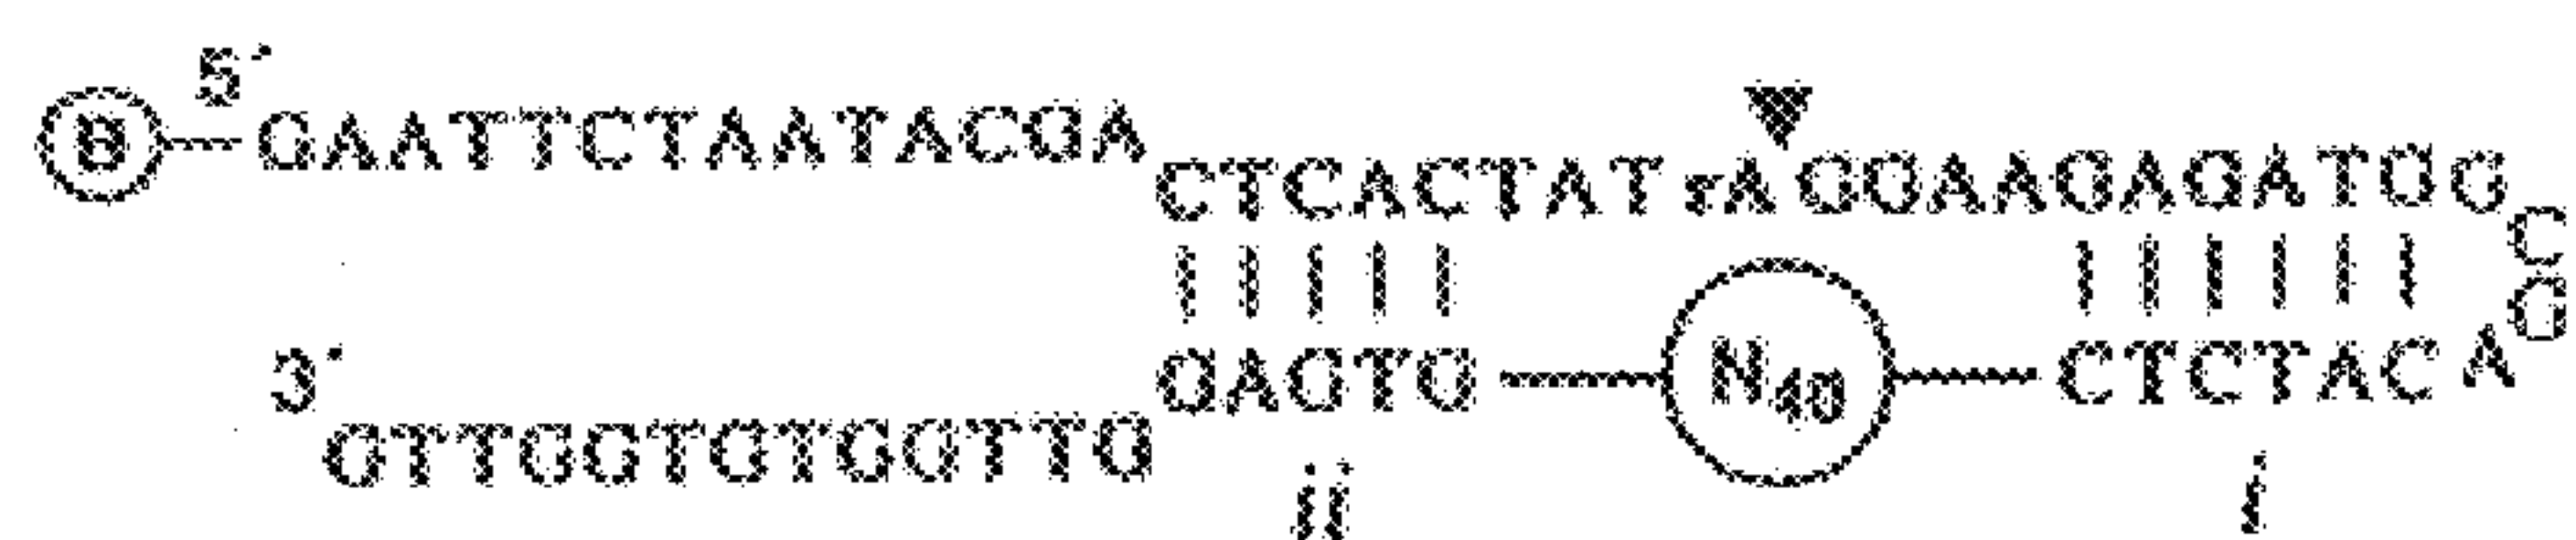 5'
B GAATTCTAATACGA
CTCACTAT rA GGAAGAGATGG
C
G
3'
GAGTG N40 CTCTAC A
GTTGGTGTGGTTG
ii i